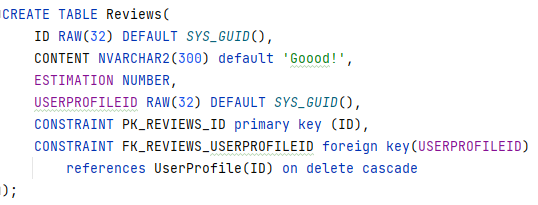 CREATE TABLE Reviews(
ID RAW(32) DEFAULT SYS_GUID(),
CONTENT NVARCHAR2(300) default 'Goood!',
ESTIMATION NUMBER,
USERPROFILEID RAW(32) DEFAULT SYS_GUID(),
CONSTRAINT PK_REVIEWS_ID primary key (ID),
CONSTRAINT FK_REVIEWS_USERPROFILEID foreign key(USERPROFILEID)
references UserProfile(ID) on delete cascade
);